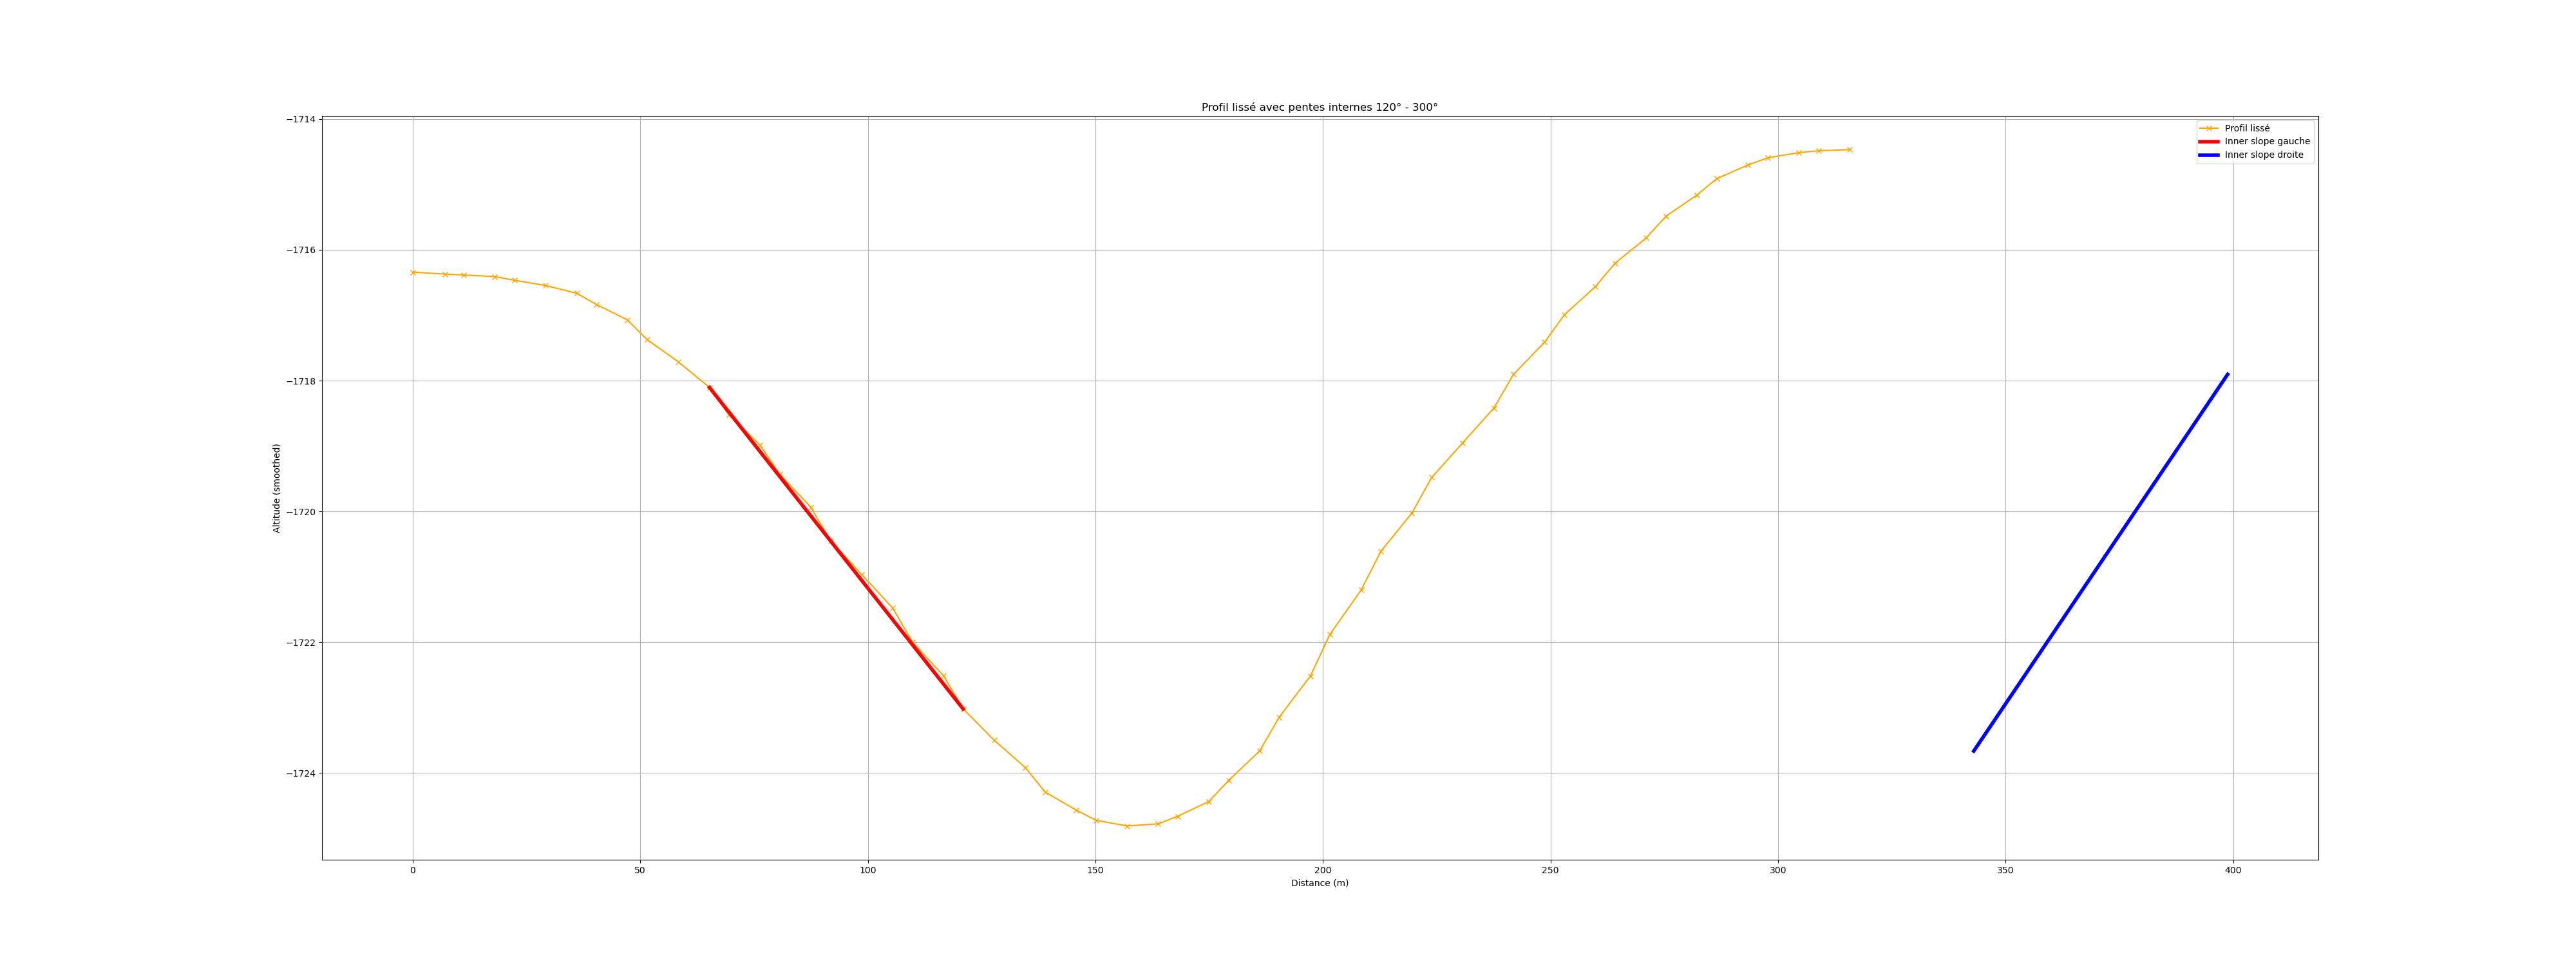 Profil lissé avec pentes internes 120° - 300°
Profil lissé
Inner slope gauche
Inner slope droite
Altitude (smoothed)
−1714
−1716
−1718
−1720
−1722
−1724
0 50 100 150 200 250 300 350 400
Distance (m)